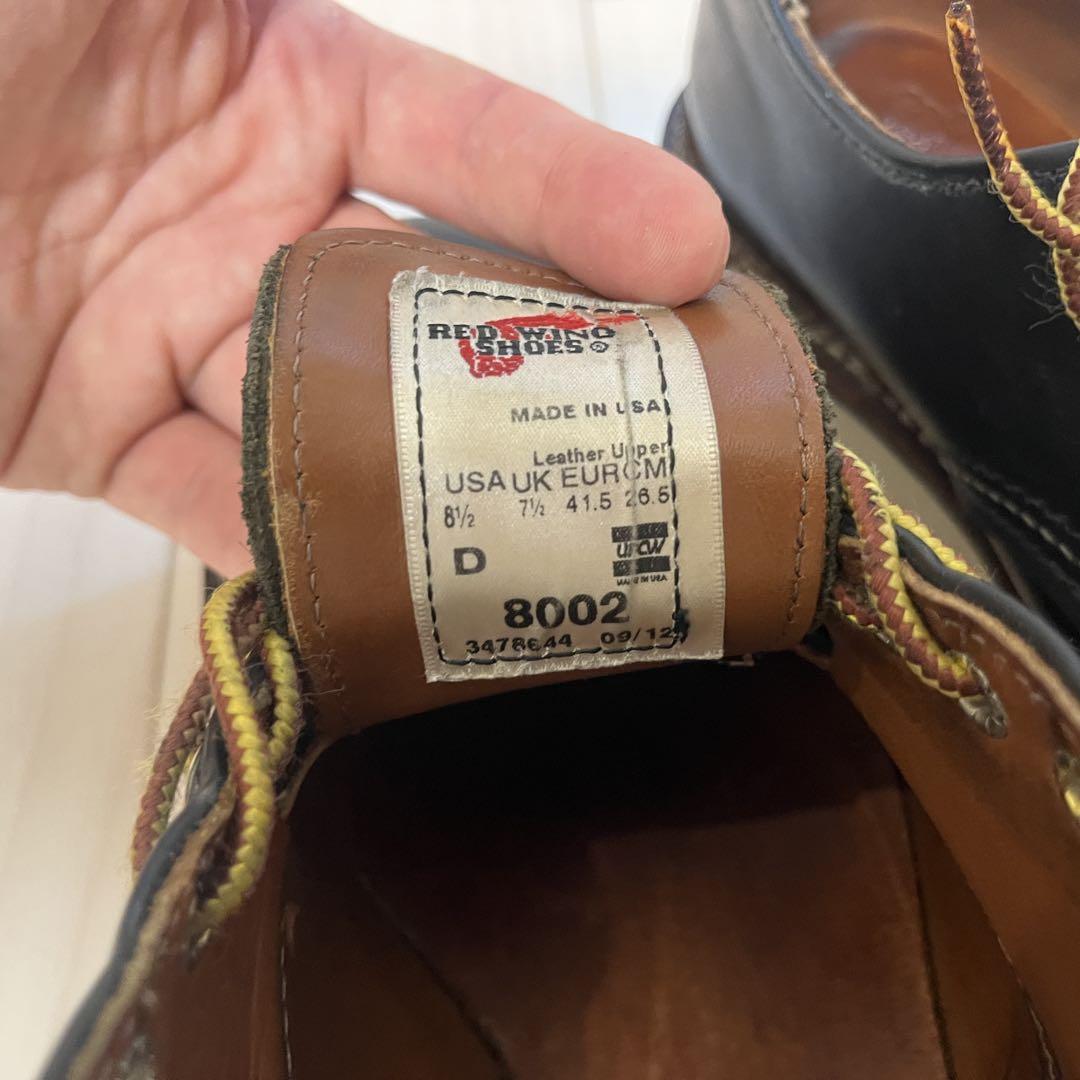 RED WING
SHOES®
MADE IN USA
Leather Upper
USA UK EUR CM
8½ 7½ 41.5 26.5
D
UFCW
MADE IN USA
8002
3478644 09/12